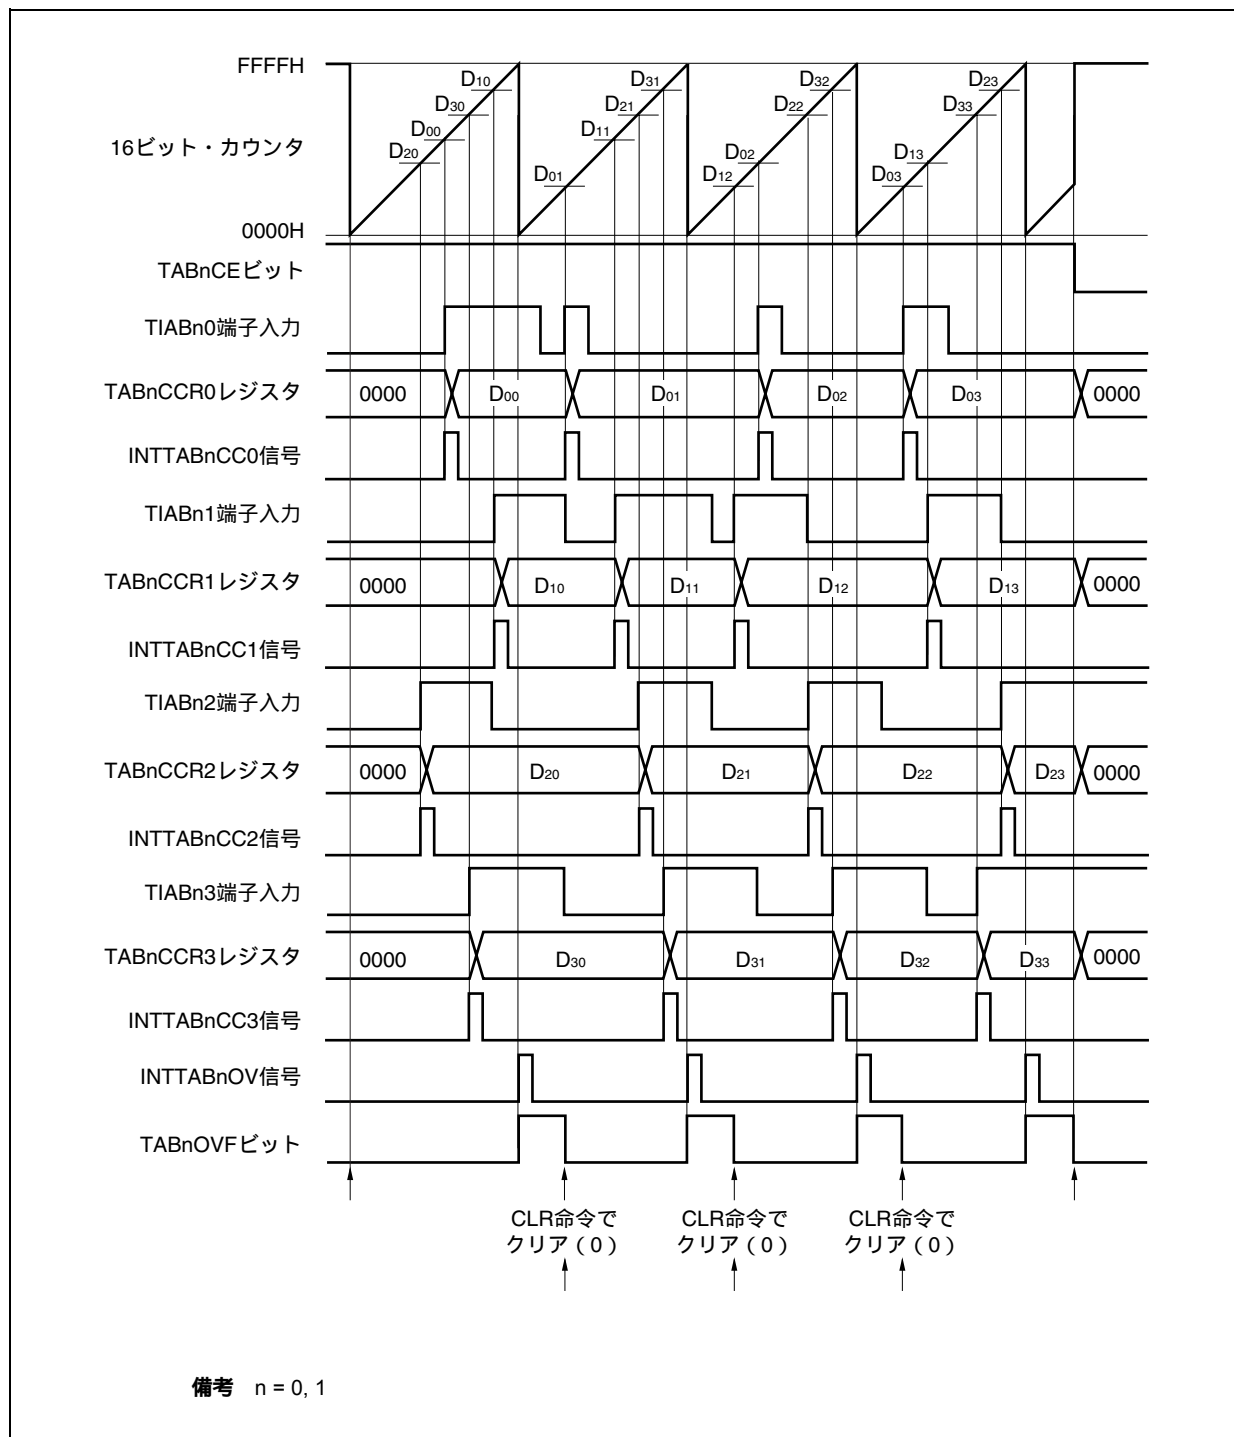 FFFFH
D10
D31
D32
D23
D30
D21
D22
D33
16ビット・カウンタ
D00
D11
D02
D13
D20
D01
D12
D03
0000H
TABnCEビット
TIABn0端子入力
TABnCCR0レジスタ
0000
D00
D01
D02
D03
0000
INTTABnCC0信号
TIABn1端子入力
TABnCCR1レジスタ
0000
D10
D11
D12
D13
0000
INTTABnCC1信号
TIABn2端子入力
TABnCCR2レジスタ
0000
D20
D21
D22
D23
0000
INTTABnCC2信号
TIABn3端子入力
TABnCCR3レジスタ
0000
D30
D31
D32
D33
0000
INTTABnCC3信号
INTTABnOV信号
TABnOVFビット
CLR命令で
クリア(0)
CLR命令で
クリア(0)
CLR命令で
クリア(0)
備考 n = 0, 1